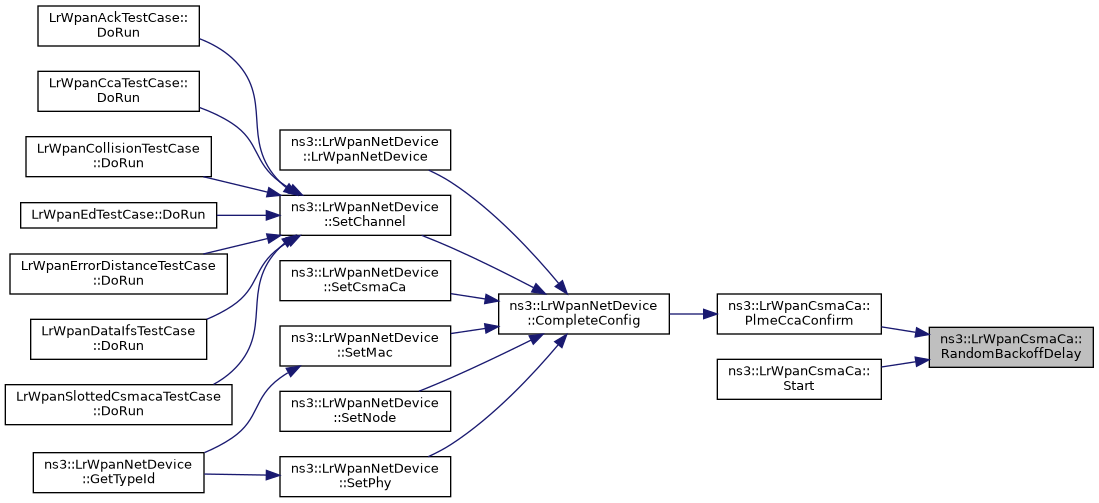 LrWpanAckTestCase::
DoRun
LrWpanCcaTestCase::
DoRun
LrWpanCollisionTestCase
::DoRun
LrWpanEdTestCase::DoRun
LrWpanErrorDistanceTestCase
::DoRun
LrWpanDataIfsTestCase
::DoRun
LrWpanSlottedCsmacaTestCase
::DoRun
ns3::LrWpanNetDevice
::GetTypeId
ns3::LrWpanNetDevice
::LrWpanNetDevice
ns3::LrWpanNetDevice
::SetChannel
ns3::LrWpanNetDevice
::SetCsmaCa
ns3::LrWpanNetDevice
::SetMac
ns3::LrWpanNetDevice
::SetNode
ns3::LrWpanNetDevice
::SetPhy
ns3::LrWpanNetDevice
::CompleteConfig
ns3::LrWpanCsmaCa::
PlmeCcaConfirm
ns3::LrWpanCsmaCa::
Start
ns3::LrWpanCsmaCa::
RandomBackoffDelay